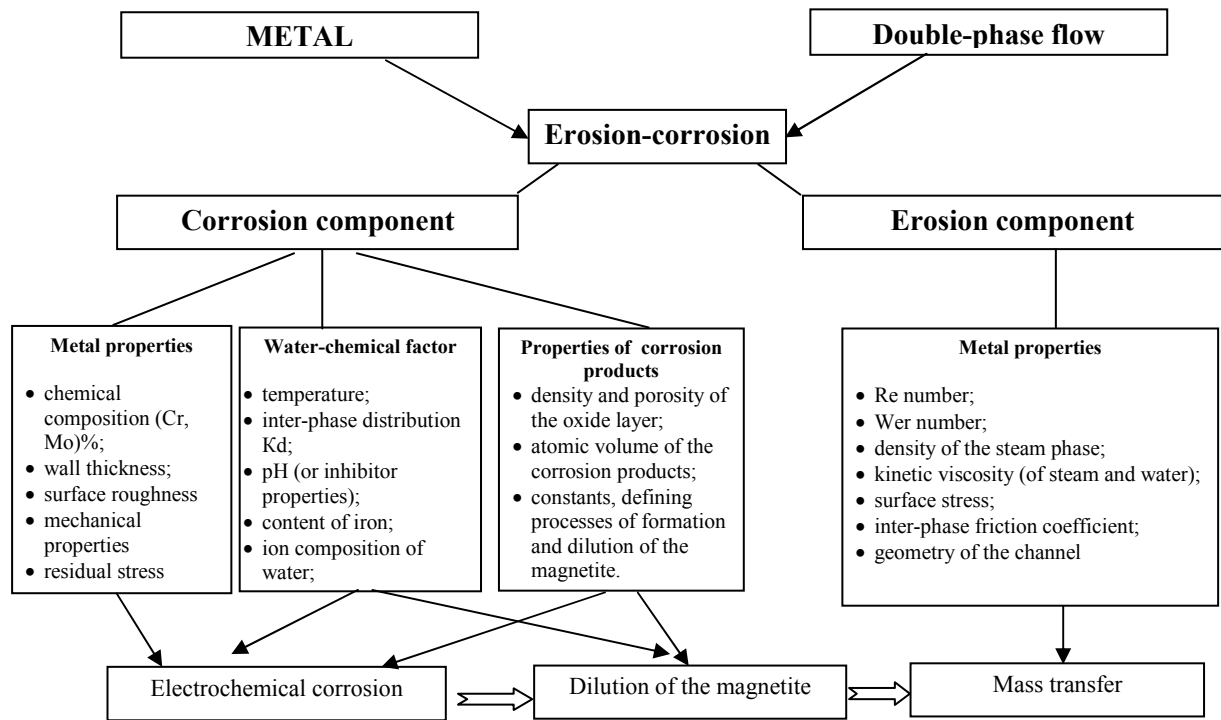 METAL
Double-phase flow
Erosion-corrosion
Corrosion component
Erosion component
Metal properties
• chemical
composition (Cr,
Mo)%;
• wall thickness;
• surface roughness
• mechanical
properties
• residual stress
Water-chemical factor
• temperature;
• inter-phase distribution
Kd;
• pH (or inhibitor
properties);
• content of iron;
• ion composition of
water;
Properties of corrosion
products
• density and porosity of
the oxide layer;
• atomic volume of the
corrosion products;
• constants, defining
processes of formation
and dilution of the
magnetite.
Metal properties
• Re number;
• Wer number;
• density of the steam phase;
• kinetic viscosity (of steam and water);
• surface stress;
• inter-phase friction coefficient;
• geometry of the channel
Electrochemical corrosion
Dilution of the magnetite
Mass transfer